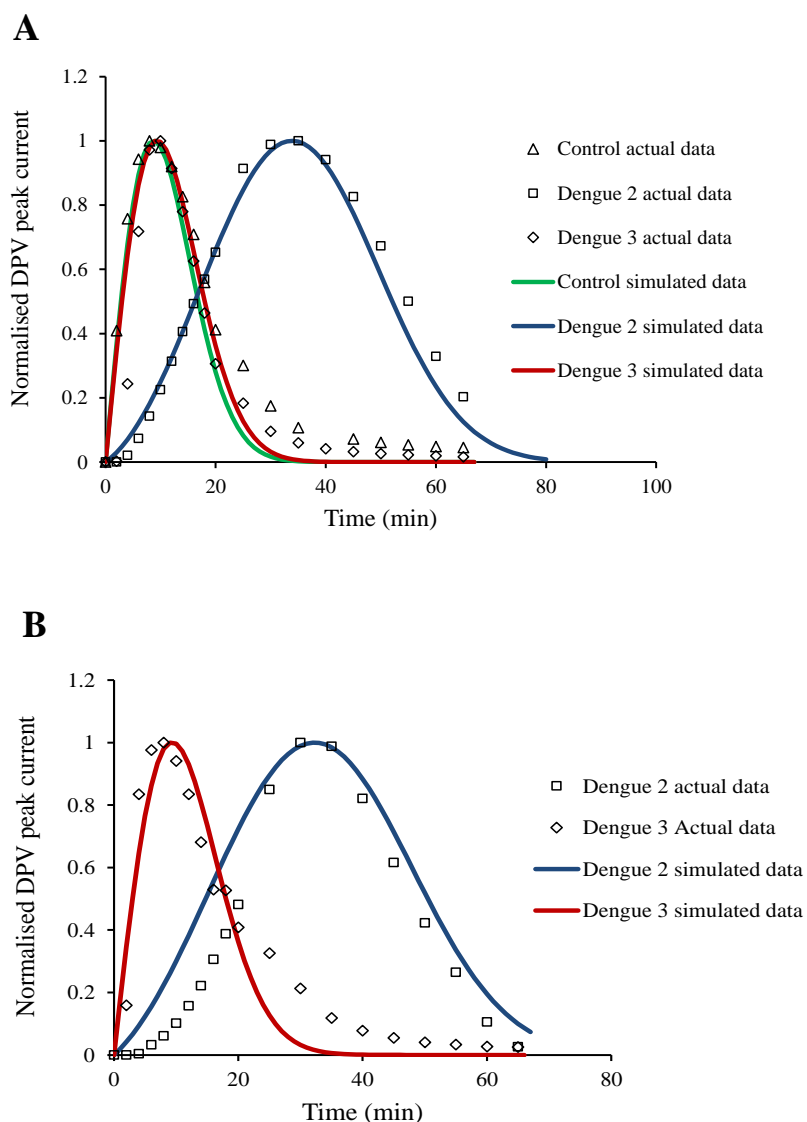 A
1.2
1
0.8
0.6
0.4
0.2
0
Normalised DPV peak current
0
20
40
60
80
100
Time (min)
Control actual data
Dengue 2 actual data
Dengue 3 actual data
Control simulated data
Dengue 2 simulated data
Dengue 3 simulated data
B
1.2
1
0.8
0.6
0.4
0.2
0
Normalised DPV peak current
0
20
40
60
80
Time (min)
Dengue 2 actual data
Dengue 3 Actual data
Dengue 2 simulated data
Dengue 3 simulated data